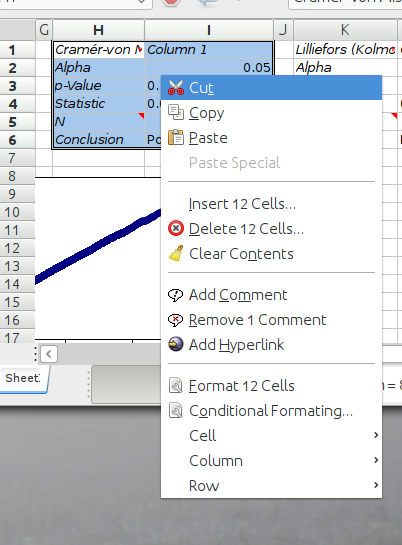 Cramér-von Mis
G H I J K
1 Cramér-von M Column 1 Lilliefors (Kolmo
2 Alpha 0.05 Alpha
3 p-Value 0.
4 Statistic 0.0
5 N
6 Conclusion Po
7
8
9
10
11
12
13
14
15
16
17
Cut
Copy
Paste
Paste Special
Insert 12 Cells...
Delete 12 Cells...
Clear Contents
Add Comment
Remove 1 Comment
Add Hyperlink
Format 12 Cells
Conditional Formating...
Cell
Column
Row
Sheet1
n = 8